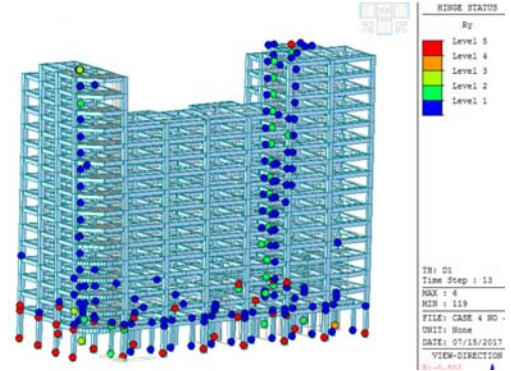 HINGE STATUS
Ry
Level 5
Level 4
Level 3
Level 2
Level 1
TH: D1
Time Step : 13
MAX : 6
MIN : 119
FILE: CASE 4 NO -
UNIT: None
DATE: 07/15/2017
VIEW-DIRECTION